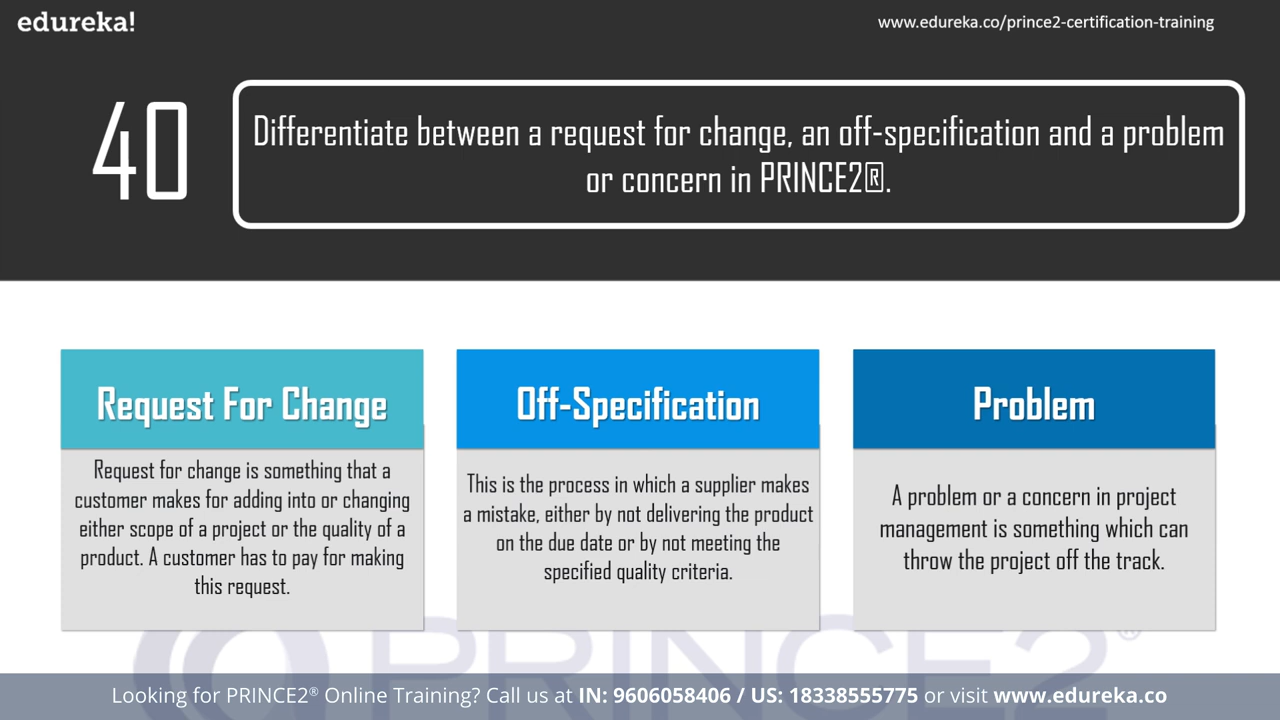 edureka!
www.edureka.co/prince2-certification-training
40
Differentiate between a request for change, an off-specification and a problem
or concern in PRINCE2®.
Request For Change
Request for change is something that a
customer makes for adding into or changing
either scope of a project or the quality of a
product. A customer has to pay for making
this request.
Off-Specification
This is the process in which a supplier makes
a mistake, either by not delivering the product
on the due date or by not meeting the
specified quality criteria.
Problem
A problem or a concern in project
management is something which can
throw the project off the track.
PRINCE2®
Looking for PRINCE2® Online Training? Call us at IN: 9606058406 / US: 18338555775 or visit www.edureka.co